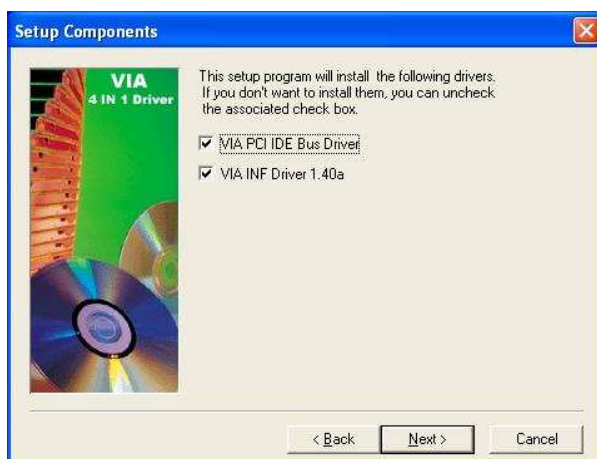 Setup Components
VIA
4 IN 1 Driver
This setup program will install the following drivers.
If you don't want to install them, you can uncheck
the associated check box.
VIA PCI IDE Bus Driver
VIA INF Driver 1.40a
< Back
Next >
Cancel